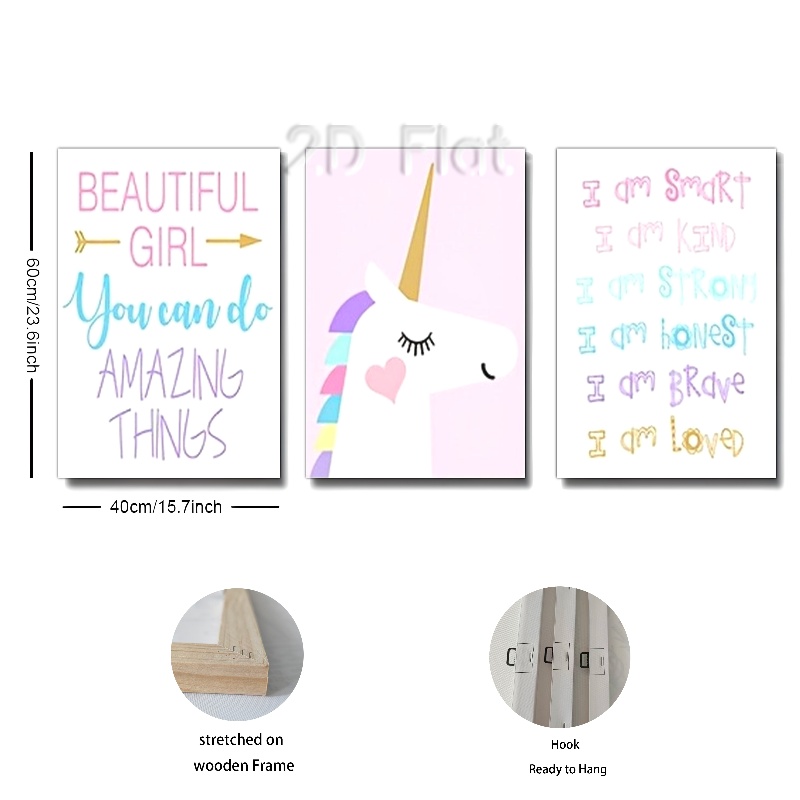 2D Flat
BEAUTIFUL
GIRL
You can do
AMAZING
THINGS
I am SmaRT
I am KIND
I am STRONG
I am honeST
I am BRave
I am LOVED
60cm/23.6inch
40cm/15.7inch
stretched on
wooden Frame
Hook
Ready to Hang